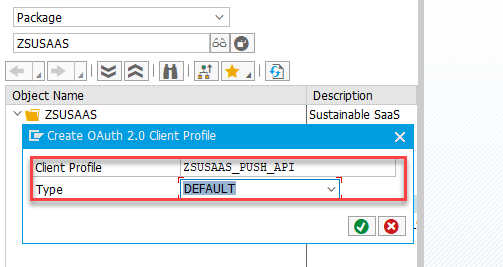 Package
ZSUSAAS
Object Name Description
ZSUSAAS Sustainable SaaS
Create OAuth 2.0 Client Profile
Client Profile ZSUSAAS_PUSH_API
Type DEFAULT